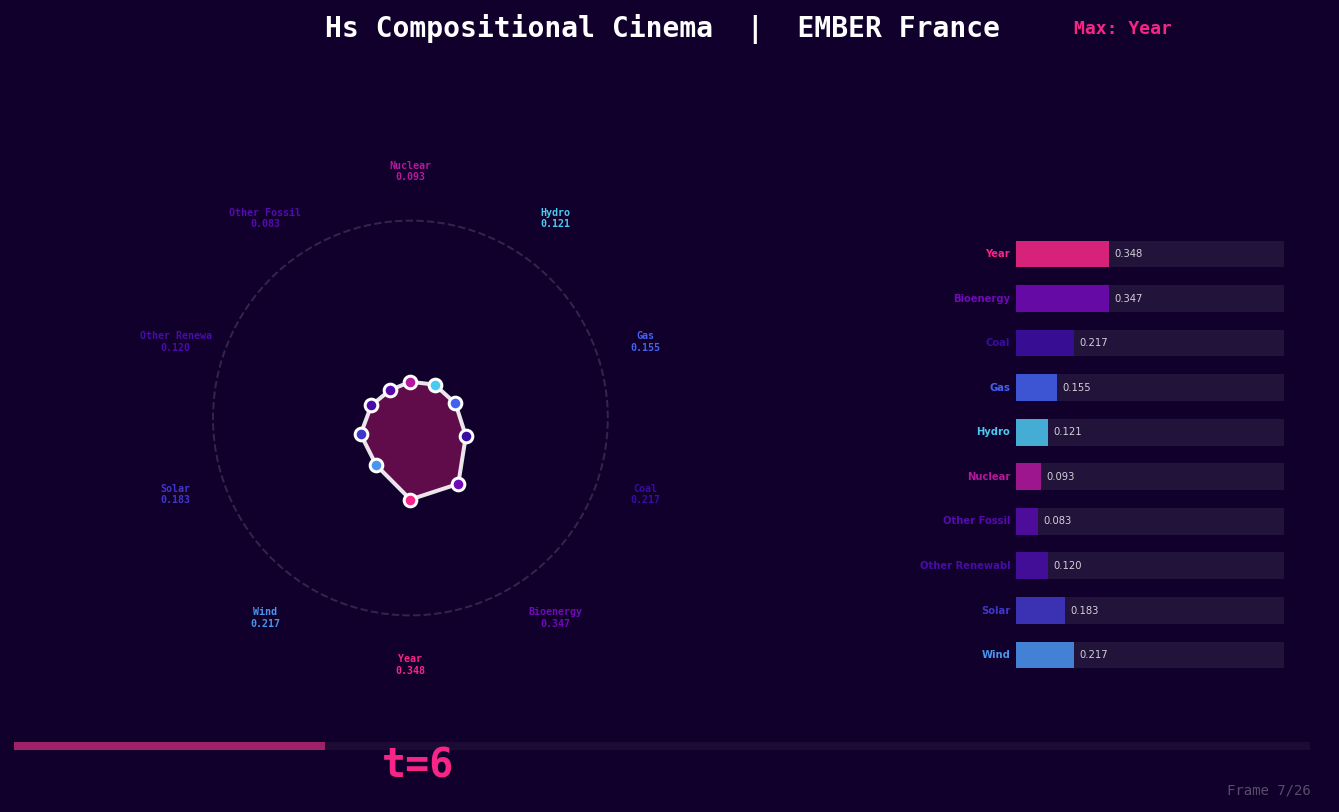 Hs Compositional Cinema | EMBER France
Max: Year
Nuclear
0.093
Other Fossil
0.083
Hydro
0.121
Other Renewa
0.120
Gas
0.155
Solar
0.183
Coal
0.217
Wind
0.217
Bioenergy
0.347
Year
0.348
Year 0.348
Bioenergy 0.347
Coal 0.217
Gas 0.155
Hydro 0.121
Nuclear 0.093
Other Fossil 0.083
Other Renewabl 0.120
Solar 0.183
Wind 0.217
t=6
Frame 7/26